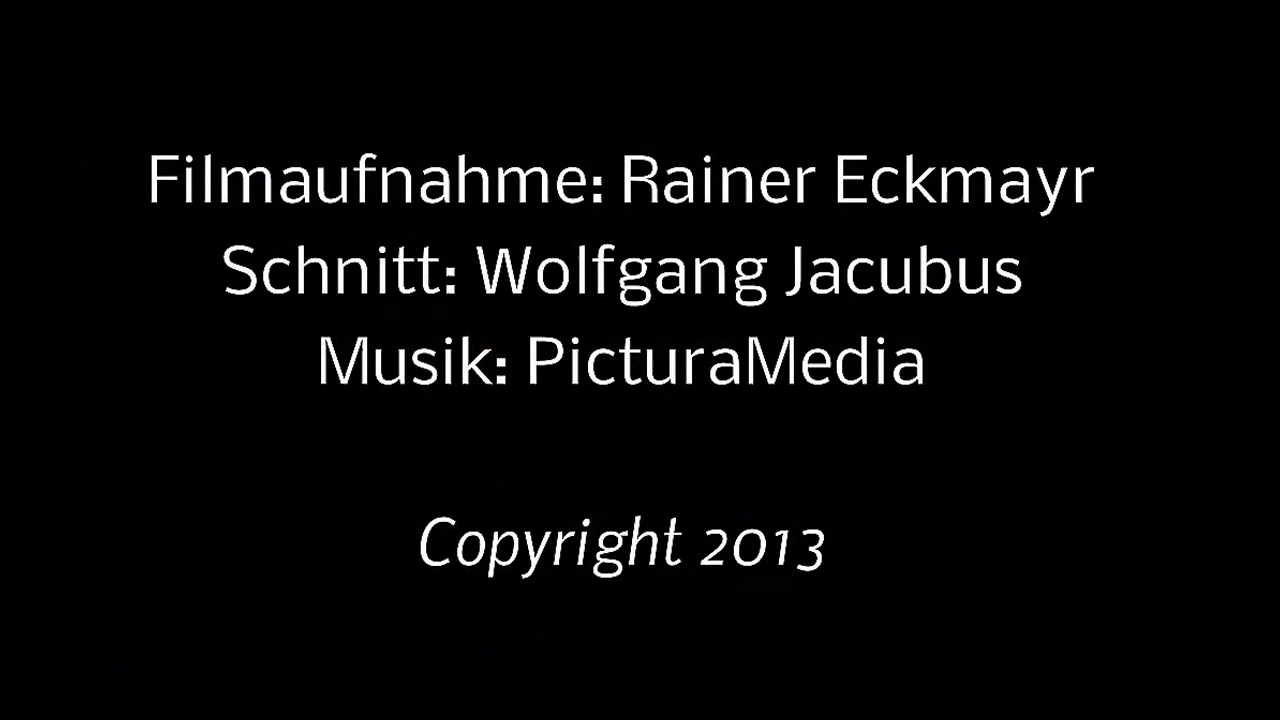 Filmaufnahme: Rainer Eckmayr
Schnitt: Wolfgang Jacubus
Musik: PicturaMedia
Copyright 2013